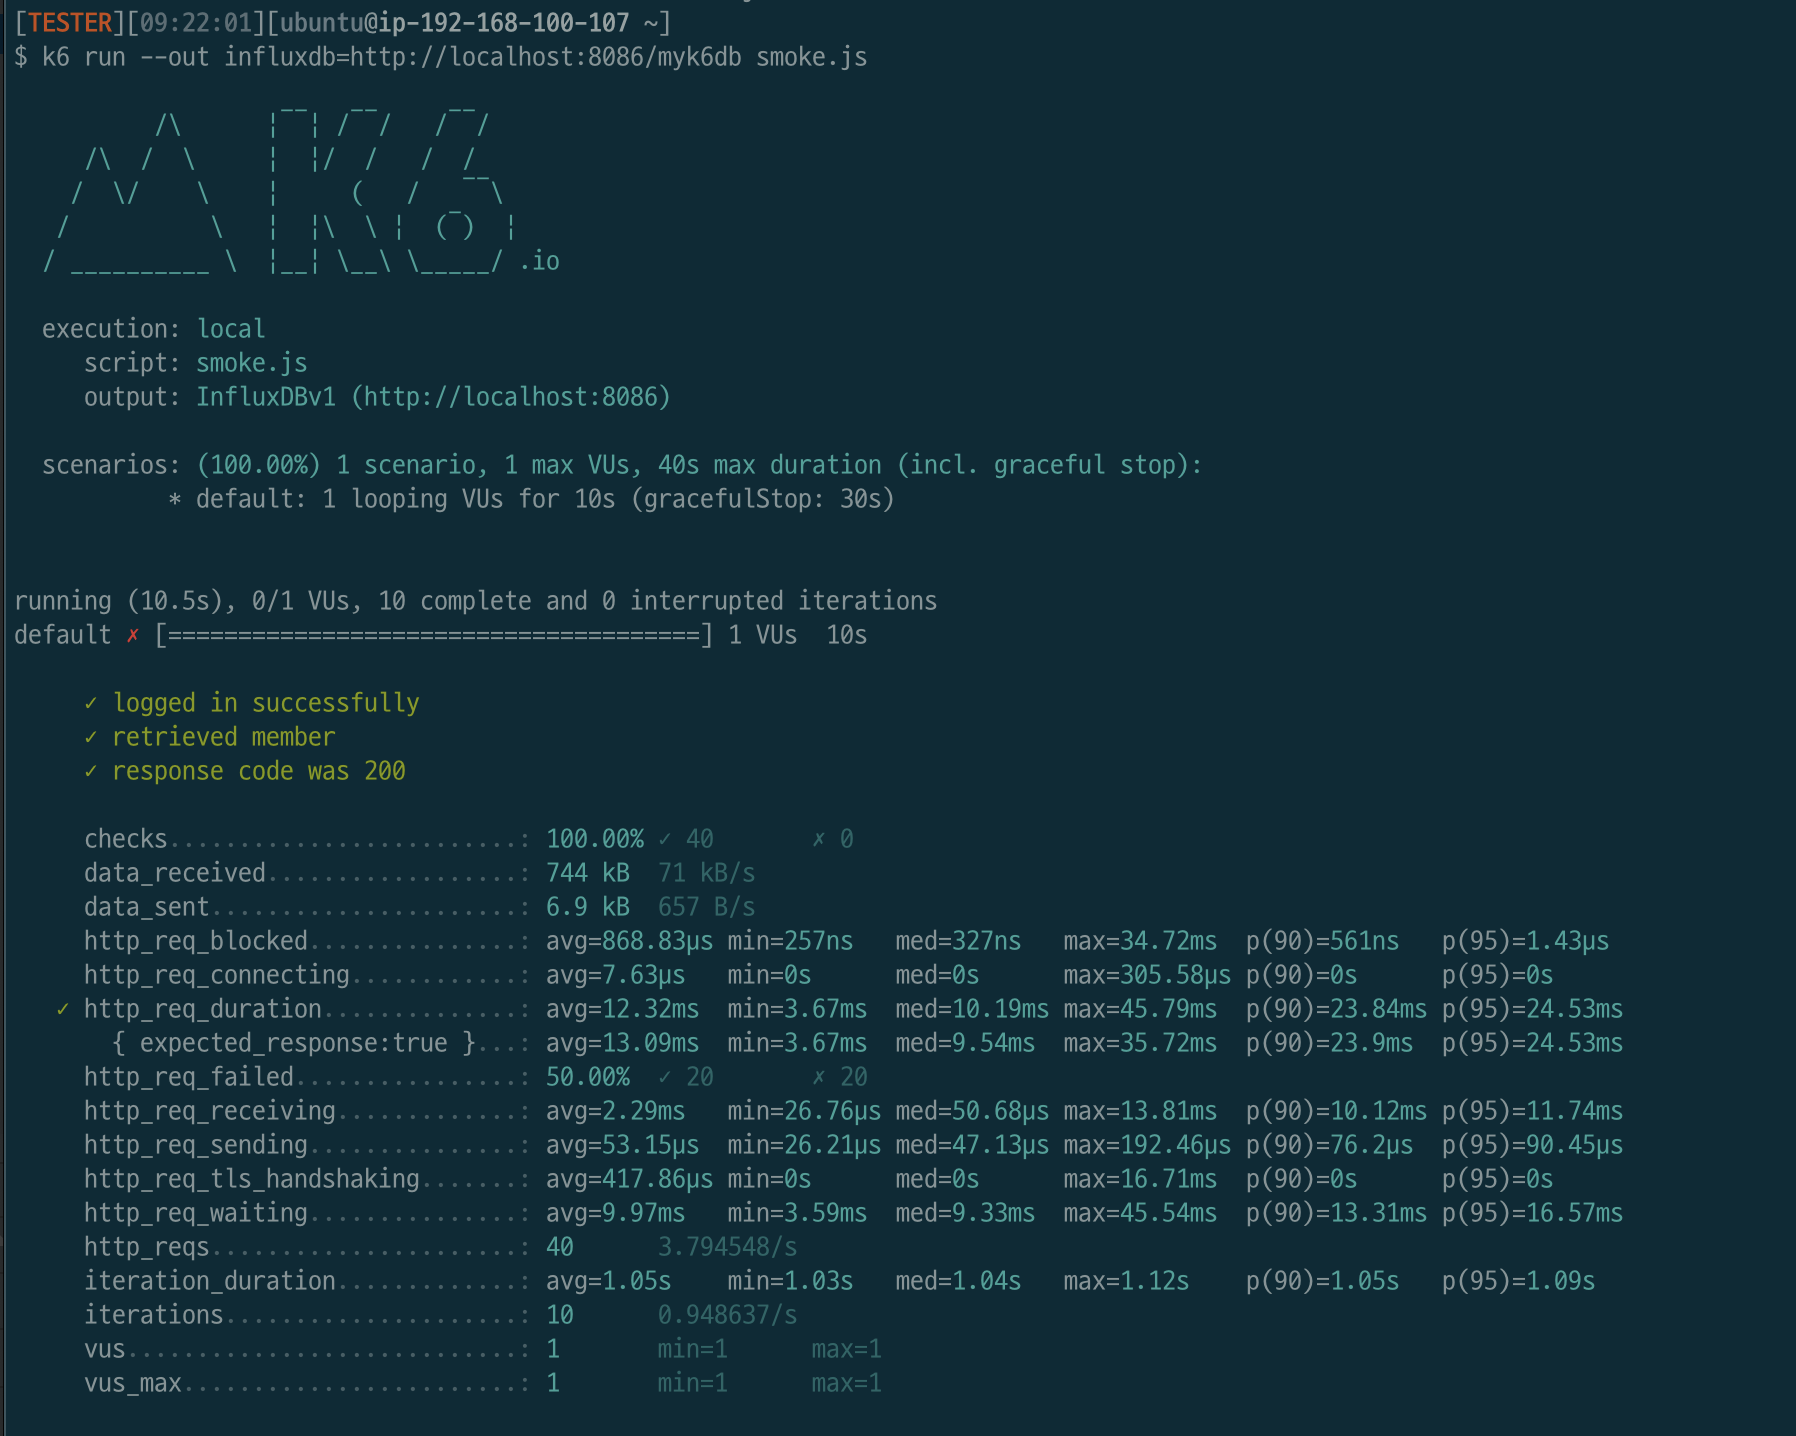 [TESTER][09:22:01][ubuntu@ip-192-168-100-107 ~]
$ k6 run --out influxdb=http://localhost:8086/myk6db smoke.js
.io
execution: local
script: smoke.js
output: InfluxDBv1 (http://localhost:8086)
scenarios: (100.00%) 1 scenario, 1 max VUs, 40s max duration (incl. graceful stop):
* default: 1 looping VUs for 10s (gracefulStop: 30s)
running (10.5s), 0/1 VUs, 10 complete and 0 interrupted iterations
default ✗ [======================================] 1 VUs  10s
✓ logged in successfully
✓ retrieved member
✓ response code was 200
checks.........................: 100.00% ✓ 40       ✗ 0
data_received..................: 744 kB  71 kB/s
data_sent......................: 6.9 kB  657 B/s
http_req_blocked...............: avg=868.83µs min=257ns   med=327ns   max=34.72ms  p(90)=561ns   p(95)=1.43µs
http_req_connecting............: avg=7.63µs   min=0s      med=0s      max=305.58µs p(90)=0s      p(95)=0s
✓ http_req_duration..............: avg=12.32ms  min=3.67ms  med=10.19ms max=45.79ms  p(90)=23.84ms p(95)=24.53ms
{ expected_response:true }...: avg=13.09ms  min=3.67ms  med=9.54ms  max=35.72ms  p(90)=23.9ms  p(95)=24.53ms
http_req_failed................: 50.00%  ✓ 20       ✗ 20
http_req_receiving.............: avg=2.29ms   min=26.76µs med=50.68µs max=13.81ms  p(90)=10.12ms p(95)=11.74ms
http_req_sending...............: avg=53.15µs  min=26.21µs med=47.13µs max=192.46µs p(90)=76.2µs  p(95)=90.45µs
http_req_tls_handshaking.......: avg=417.86µs min=0s      med=0s      max=16.71ms  p(90)=0s      p(95)=0s
http_req_waiting...............: avg=9.97ms   min=3.59ms  med=9.33ms  max=45.54ms  p(90)=13.31ms p(95)=16.57ms
http_reqs......................: 40      3.794548/s
iteration_duration.............: avg=1.05s    min=1.03s   med=1.04s   max=1.12s    p(90)=1.05s   p(95)=1.09s
iterations.....................: 10      0.948637/s
vus............................: 1       min=1      max=1
vus_max........................: 1       min=1      max=1